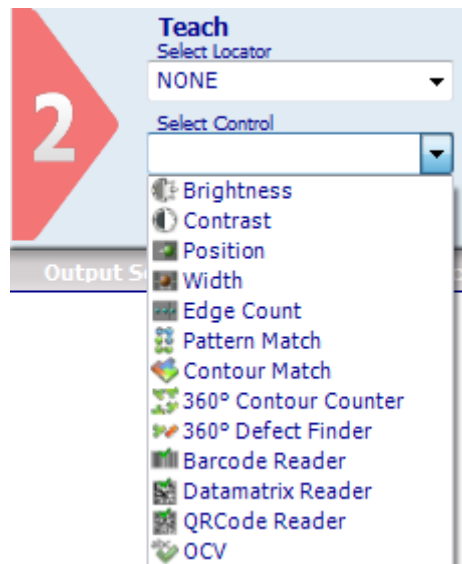 Teach
Select Locator
NONE
2
Select Control
Brightness
Contrast
Position
Output S
Width
Edge Count
Pattern Match
Contour Match
360° Contour Counter
360° Defect Finder
Barcode Reader
Datamatrix Reader
QRCode Reader
OCV